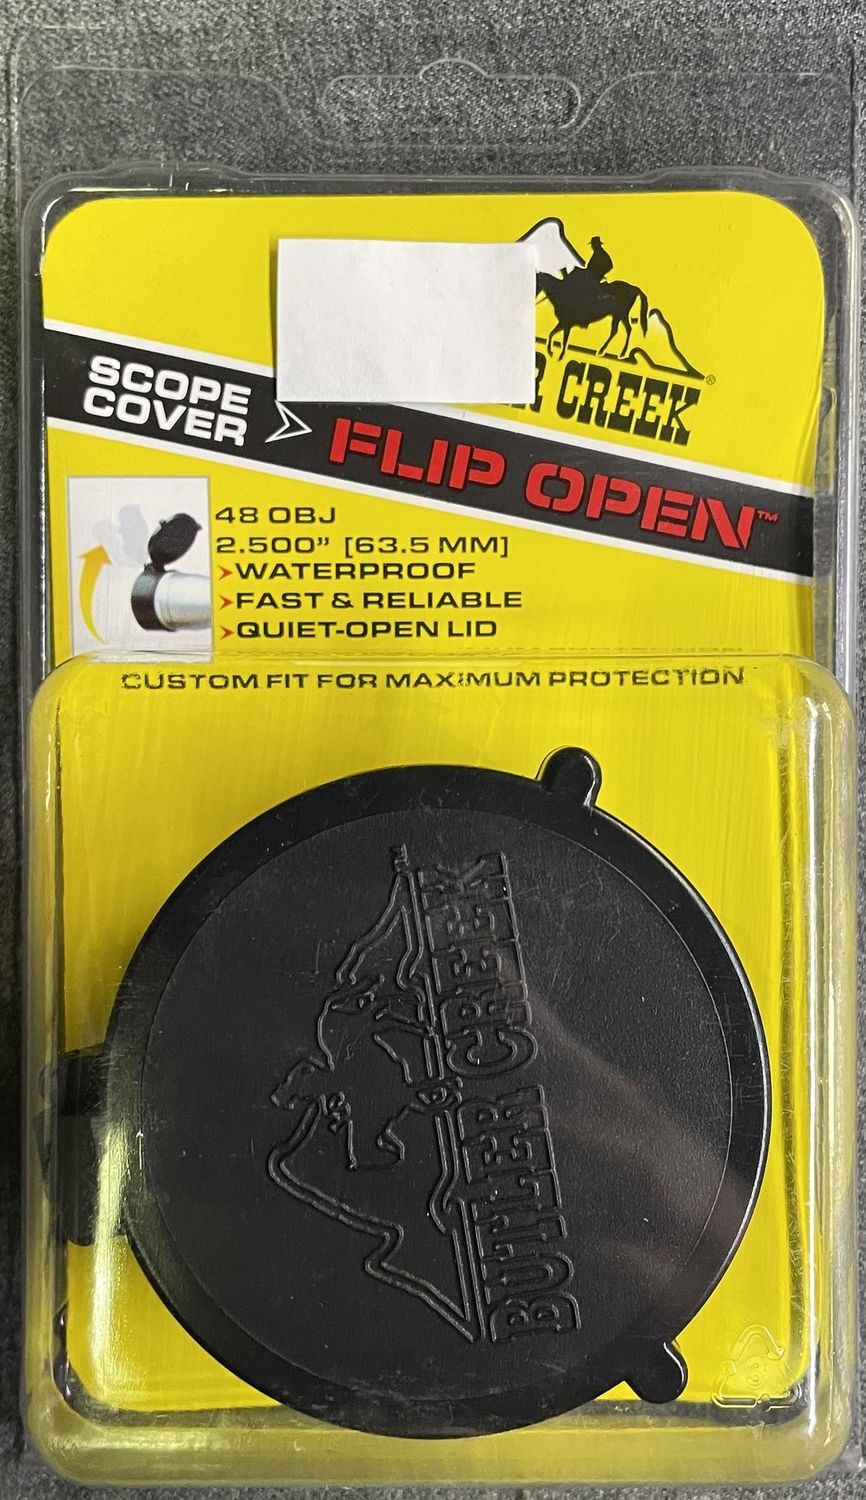 R CREEK®
SCOPE
COVER
FLIP OPEN™
48 OBJ
2.500” [63.5 MM]
WATERPROOF
FAST & RELIABLE
QUIET-OPEN LID
CUSTOM FIT FOR MAXIMUM PROTECTION
BUTLER CREEK